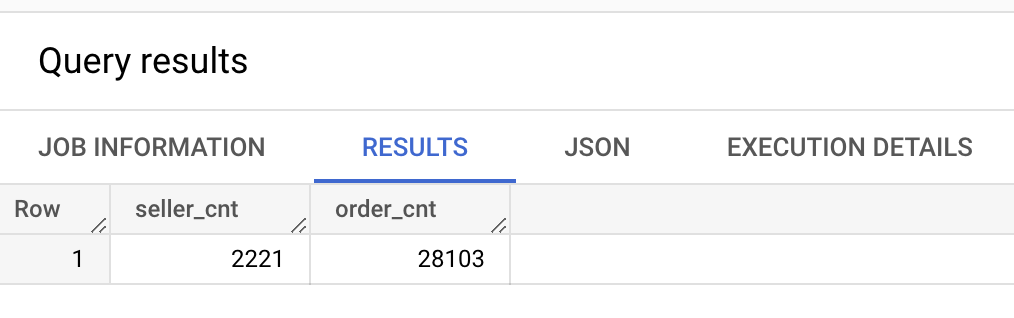 Query results
JOB INFORMATION RESULTS JSON EXECUTION DETAILS
Row seller_cnt order_cnt
1 2221 28103